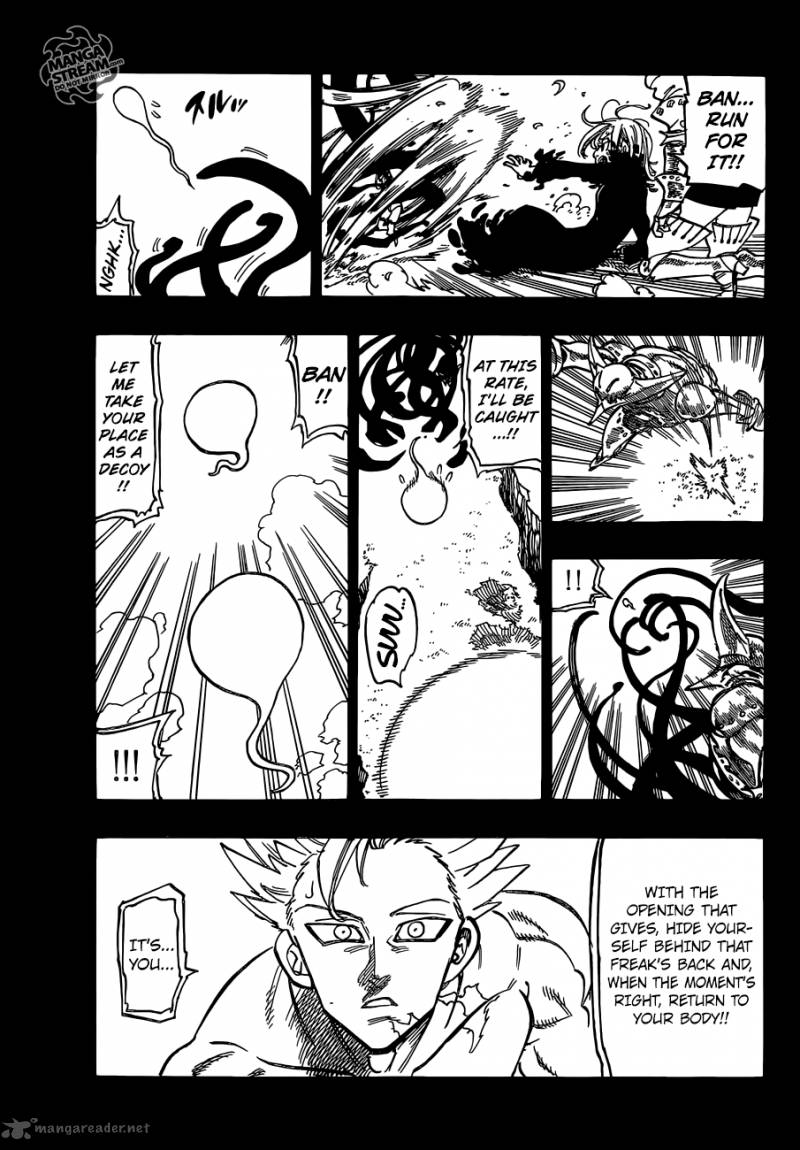 MANGA
STREAM.com
BAN...
RUN
FOR
IT!!
ズルッ
NGHK...
!!
AT THIS
RATE,
I'LL BE
CAUGHT
...!!
SUUU...
BAN
!!
LET
ME
TAKE
YOUR
PLACE
AS A
DECOY
!!
!!!
WITH THE
OPENING THAT
GIVES, HIDE YOUR-
SELF BEHIND THAT
FREAK'S BACK AND,
WHEN THE MOMENT'S
RIGHT, RETURN TO
YOUR BODY!!
IT'S...
YOU...
mangareader.net